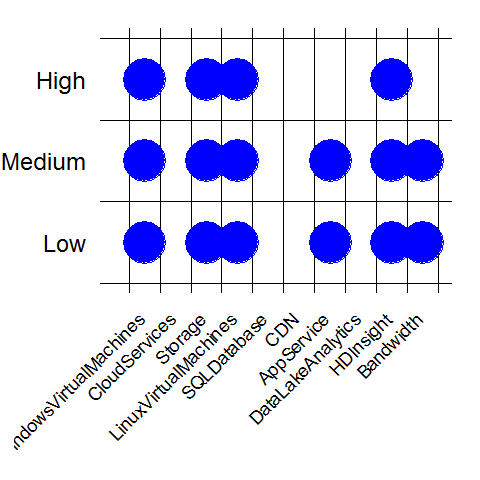 High
Medium
Low
ndowsVirtualMachines
CloudServices
Storage
LinuxVirtualMachines
SQLDatabase
CDN
AppService
DataLakeAnalytics
HDInsight
Bandwidth